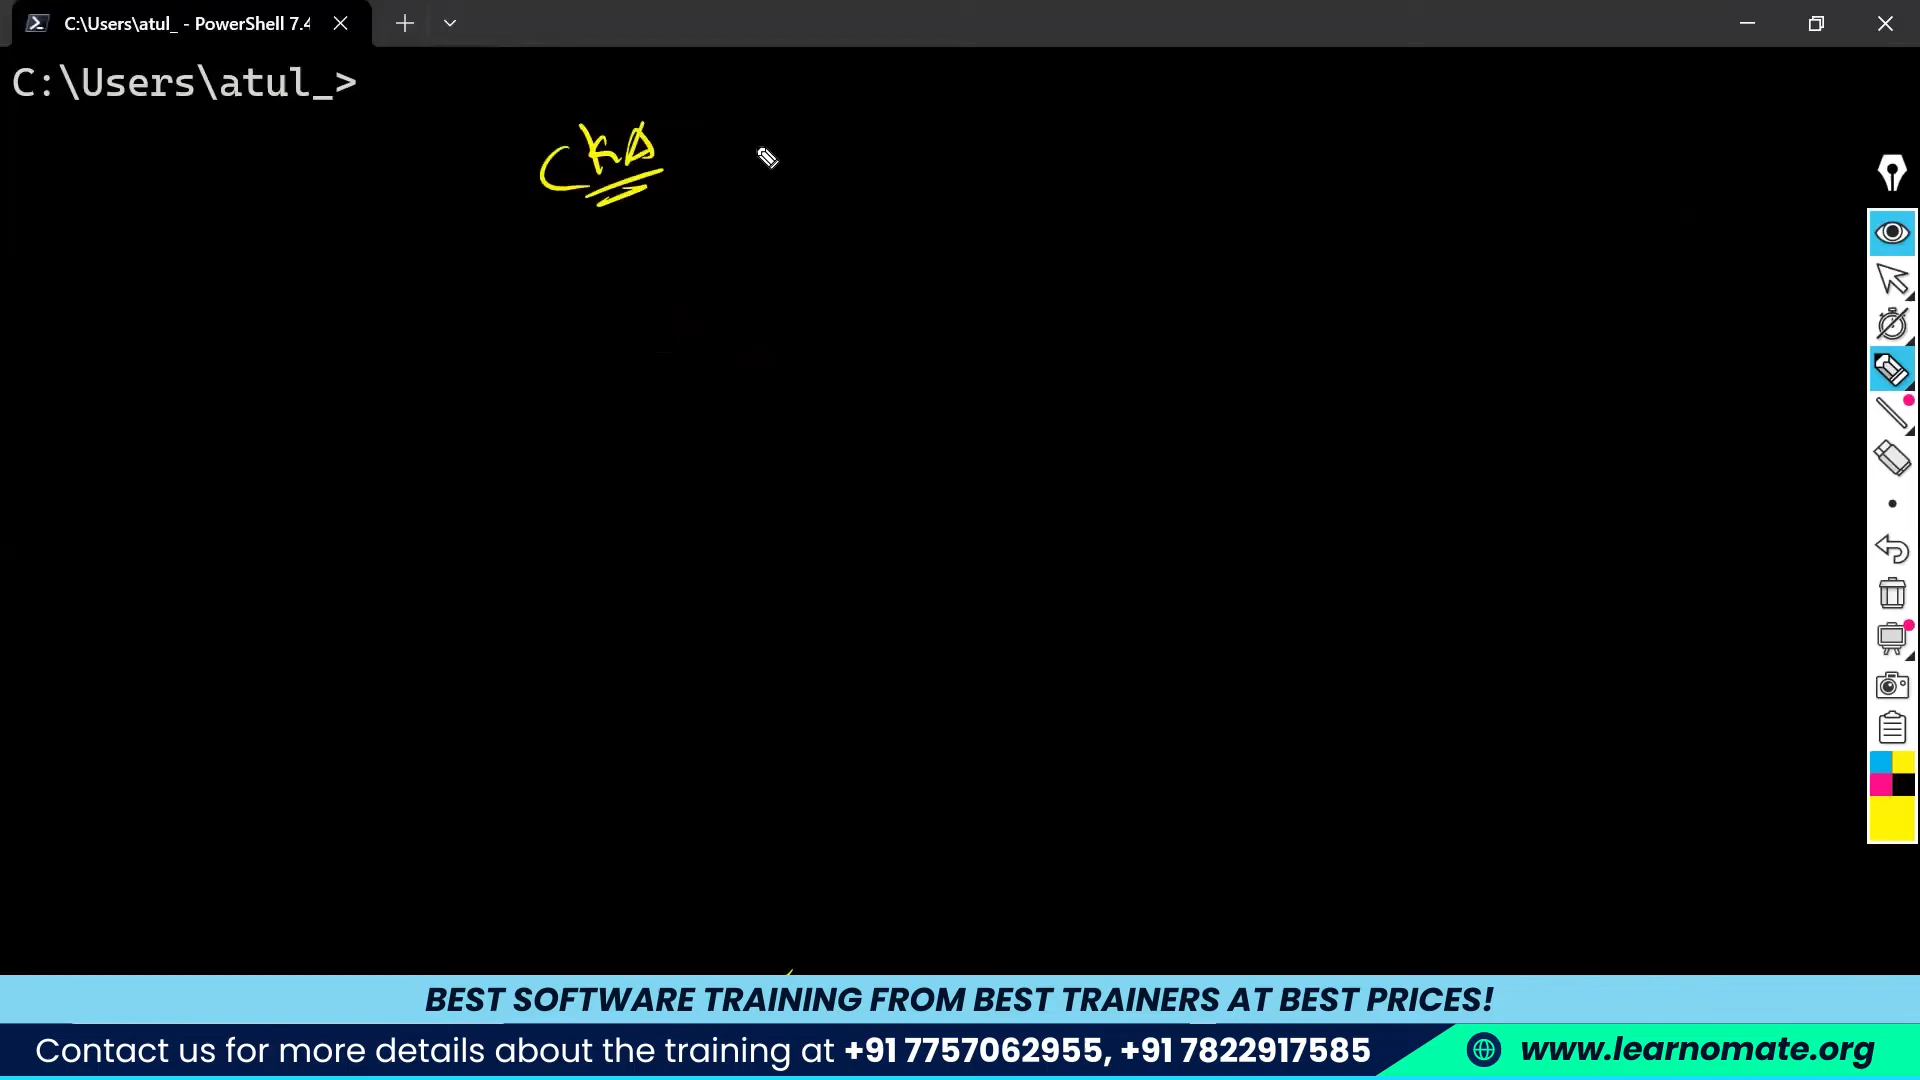 C:\Users\atul_ - PowerShell 7.4
C:\Users\atul_>
CKA
BEST SOFTWARE TRAINING FROM BEST TRAINERS AT BEST PRICES!
Contact us for more details about the training at +91 7757062955, +91 7822917585
www.learnomate.org